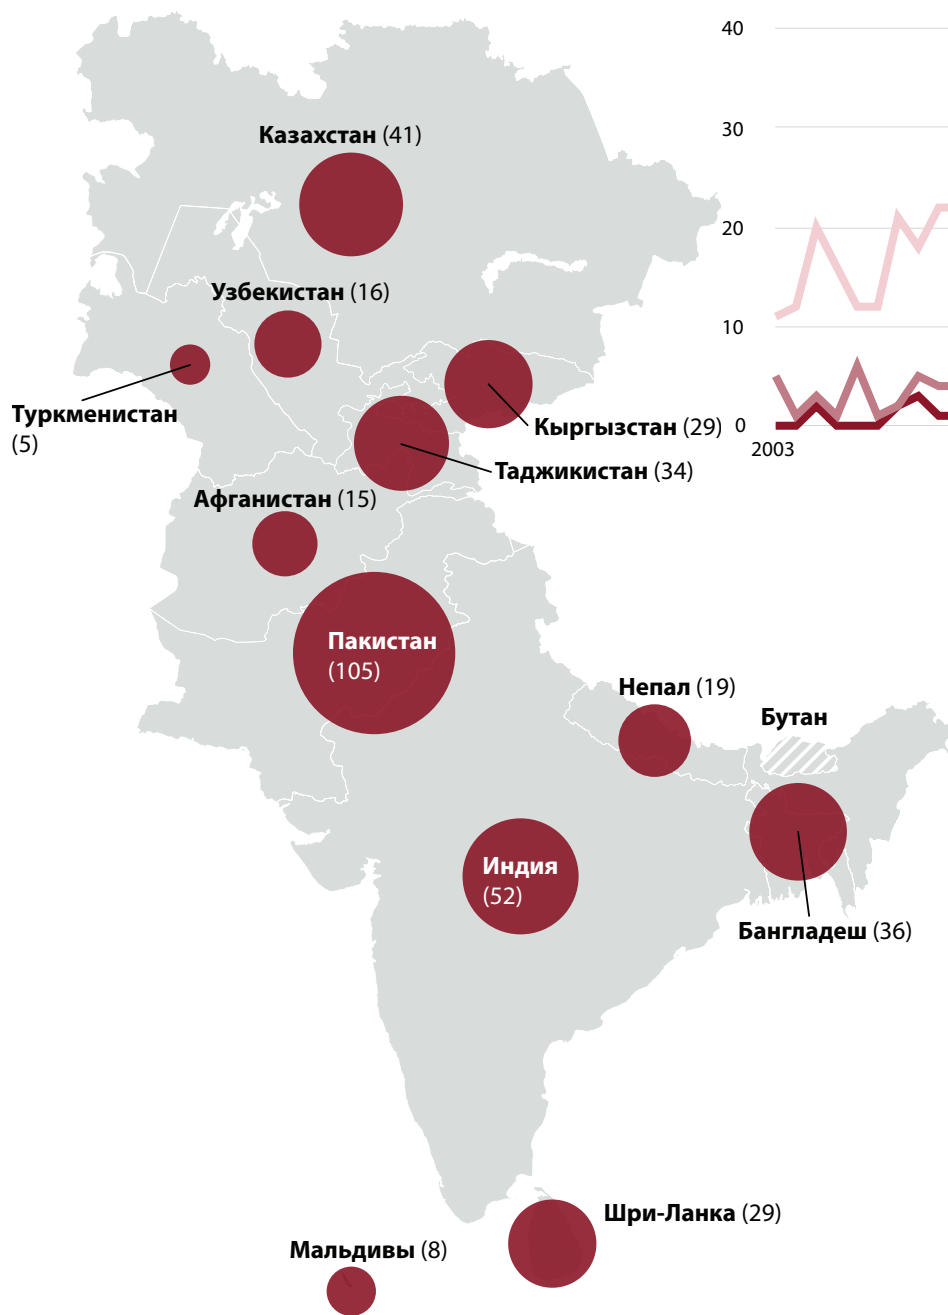 40
30
20
10
0
2003
Казахстан (41)
Узбекистан (16)
Туркменистан
(5)
Кыргызстан (29)
Таджикистан (34)
Афганистан (15)
Пакистан
(105)
Непал (19)
Бутан
Индия
(52)
Бангладеш (36)
Шри-Ланка (29)
Мальдивы (8)